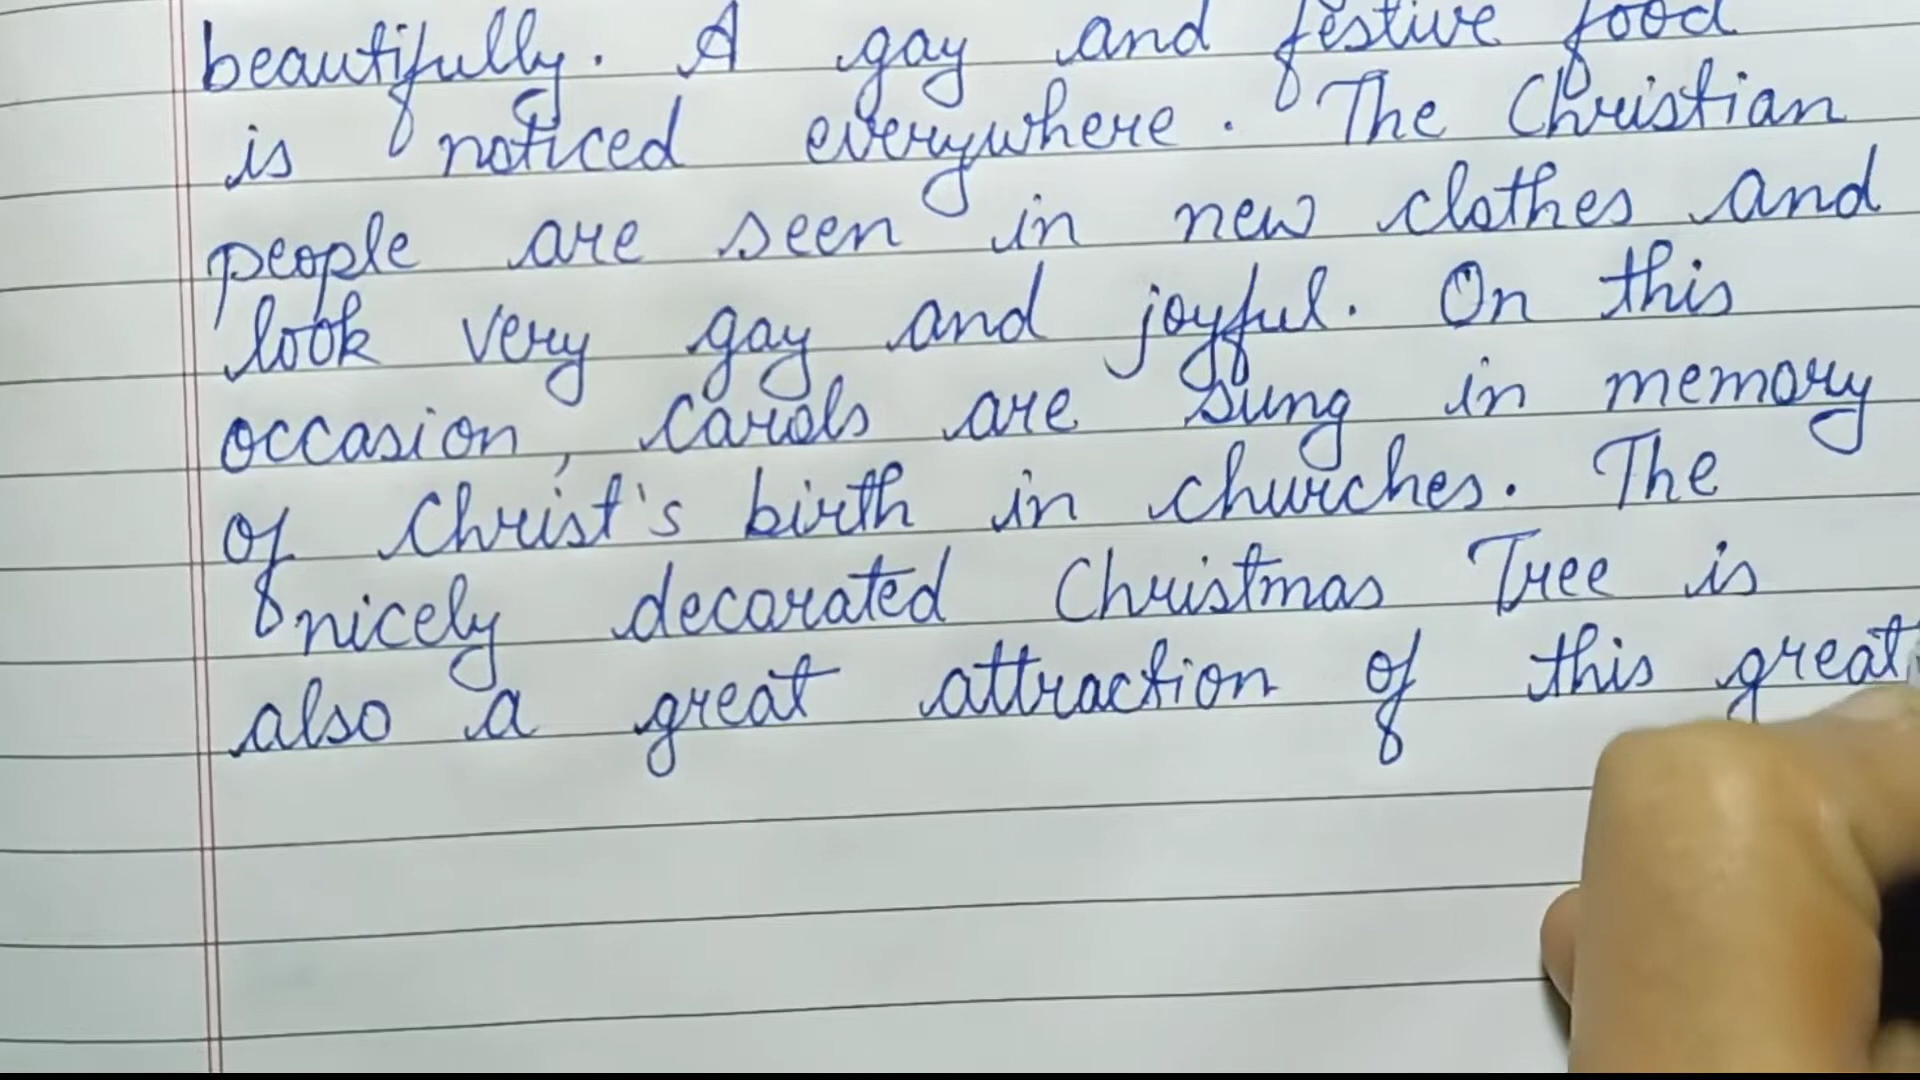 beautifully. A gay and festive food
is noticed everywhere. The Christian
people are seen in new clothes and
look very gay and joyful. On this
occasion, carols are sung in memory
of Christ's birth in churches. The
nicely decorated Christmas Tree is
also a great attraction of this great